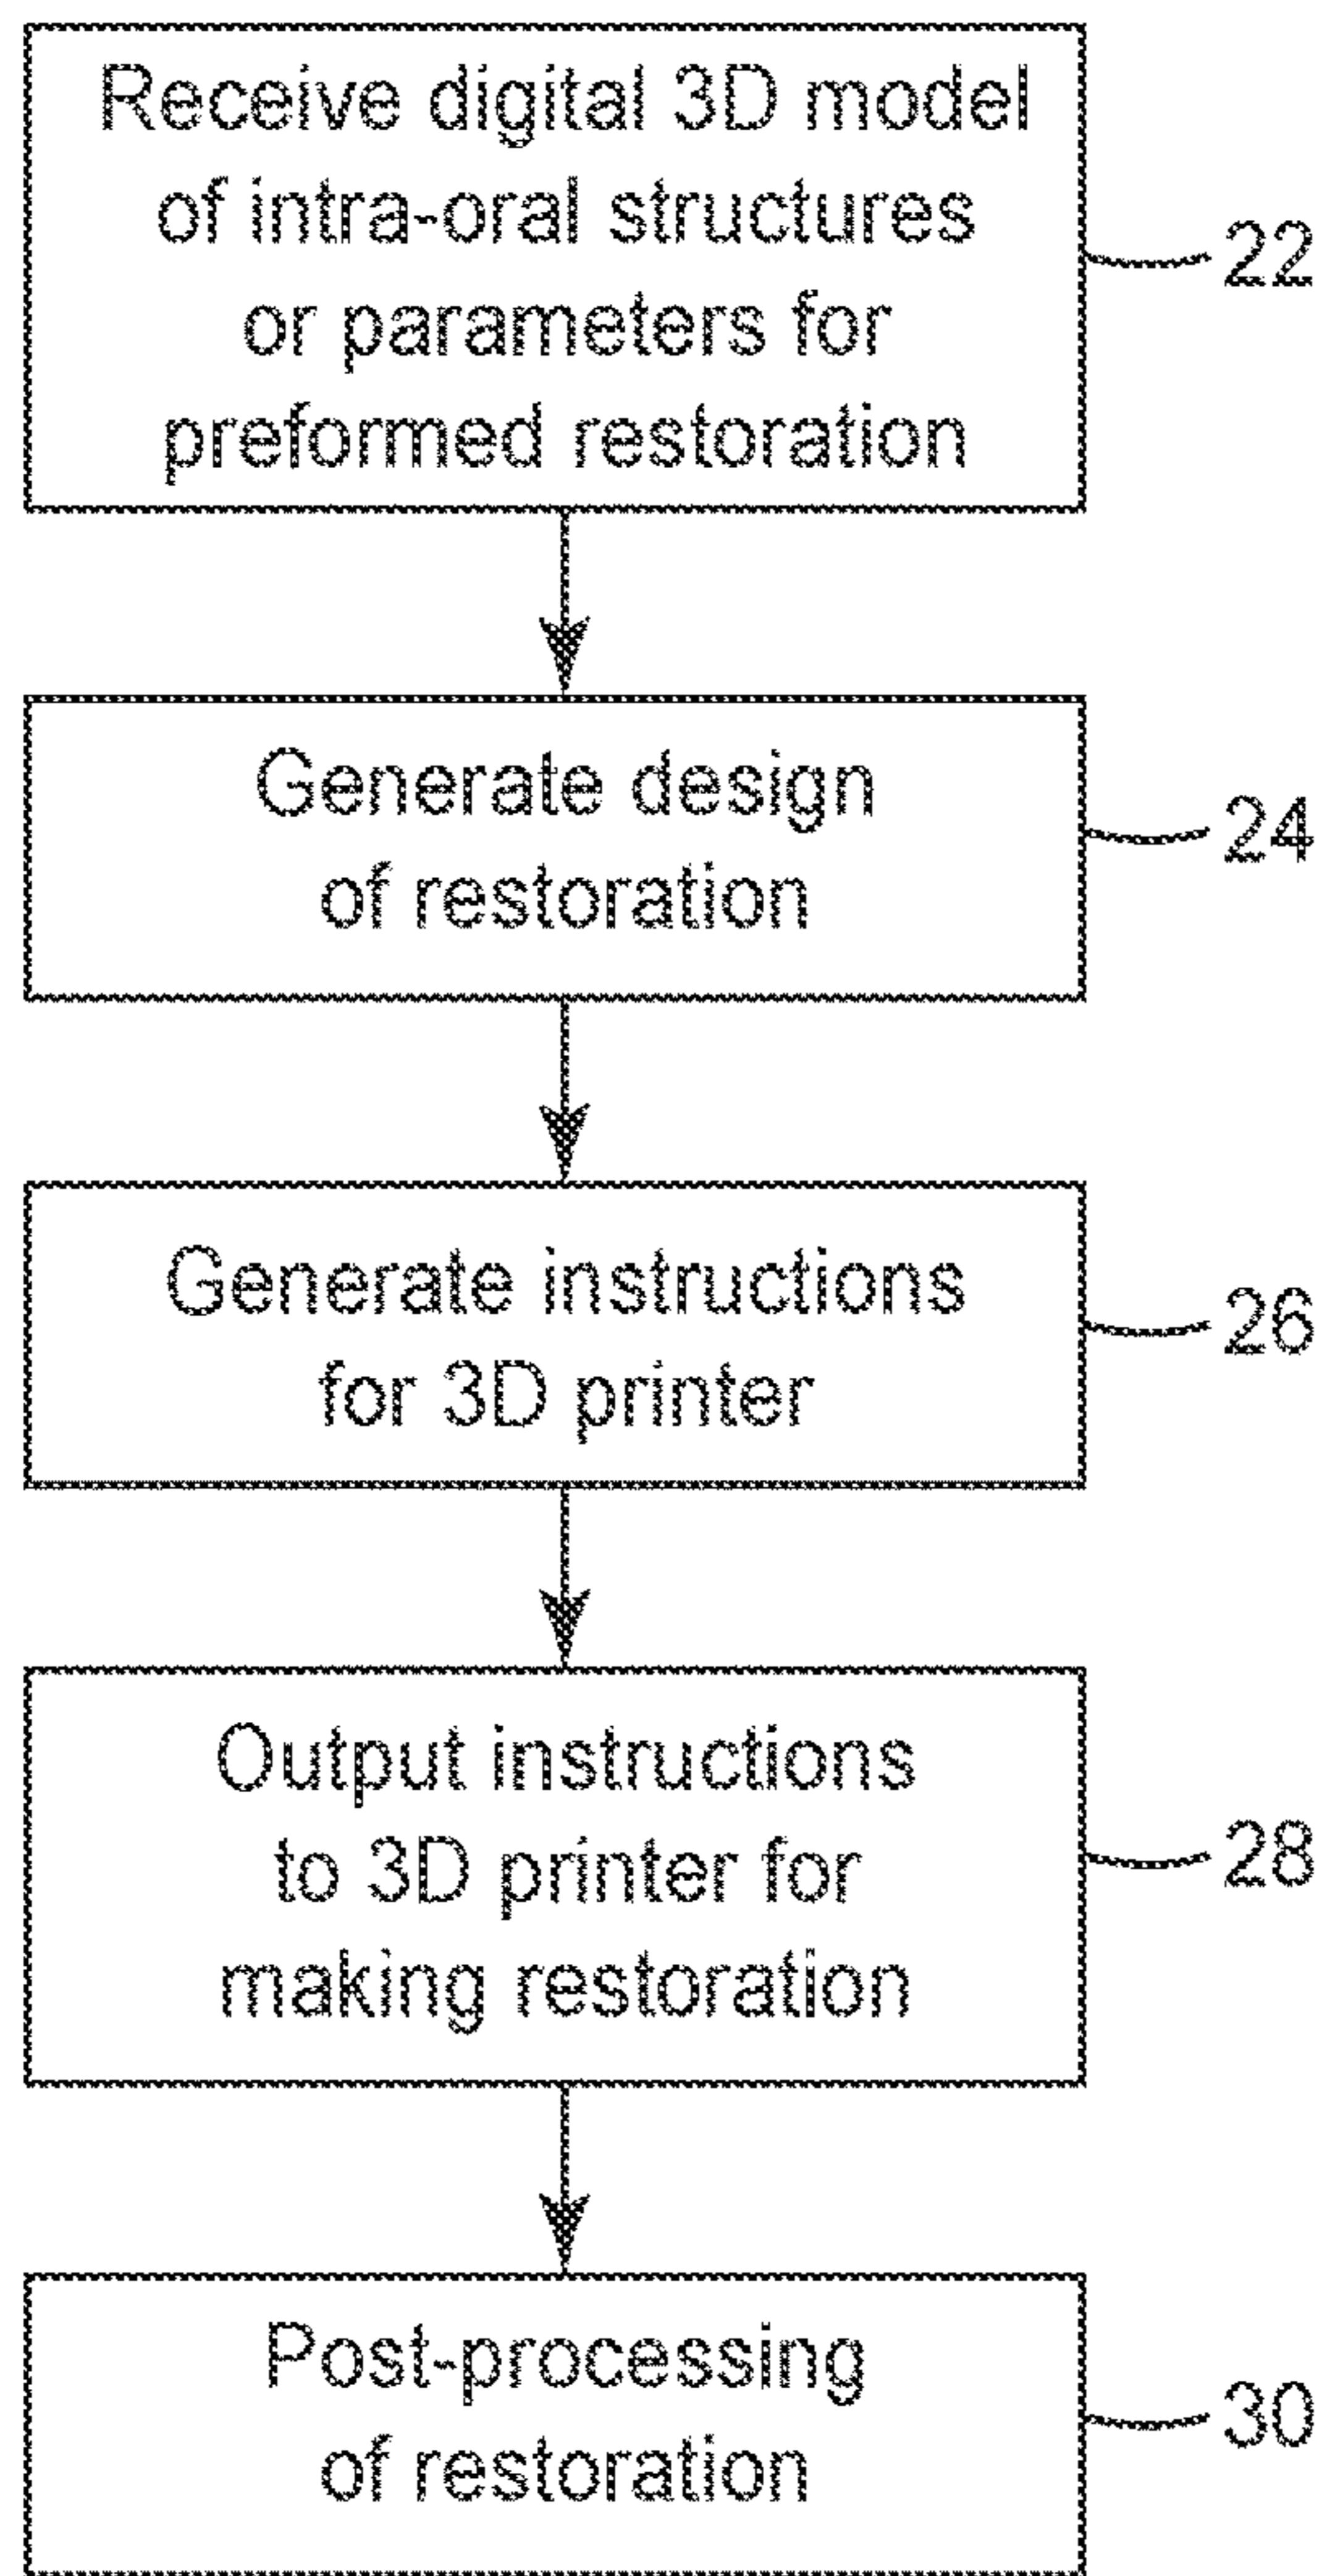 Receive digital 3D model
of intra-oral structures
or parameters for
preformed restoration
22
Generate design
of restoration
24
Generate instructions
for 3D printer
26
Output instructions
to 3D printer for
making restoration
28
Post-processing
of restoration
30